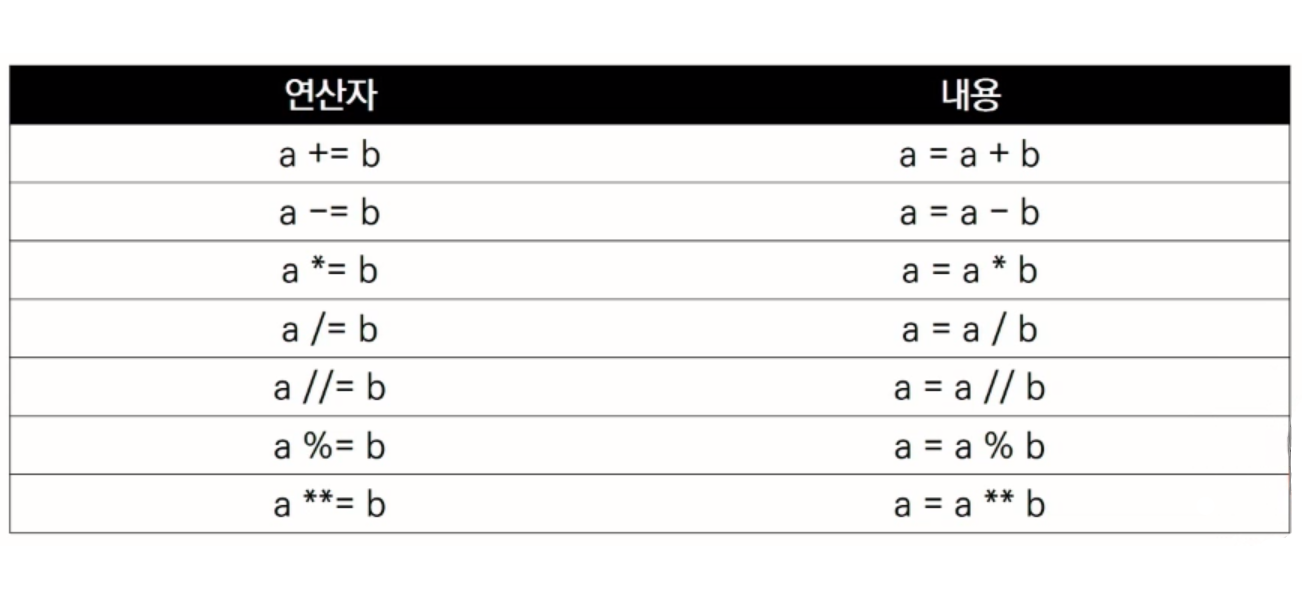 연산자 내용
a += b a = a + b
a -= b a = a - b
a *= b a = a * b
a /= b a = a / b
a //= b a = a // b
a %= b a = a % b
a **= b a = a ** b